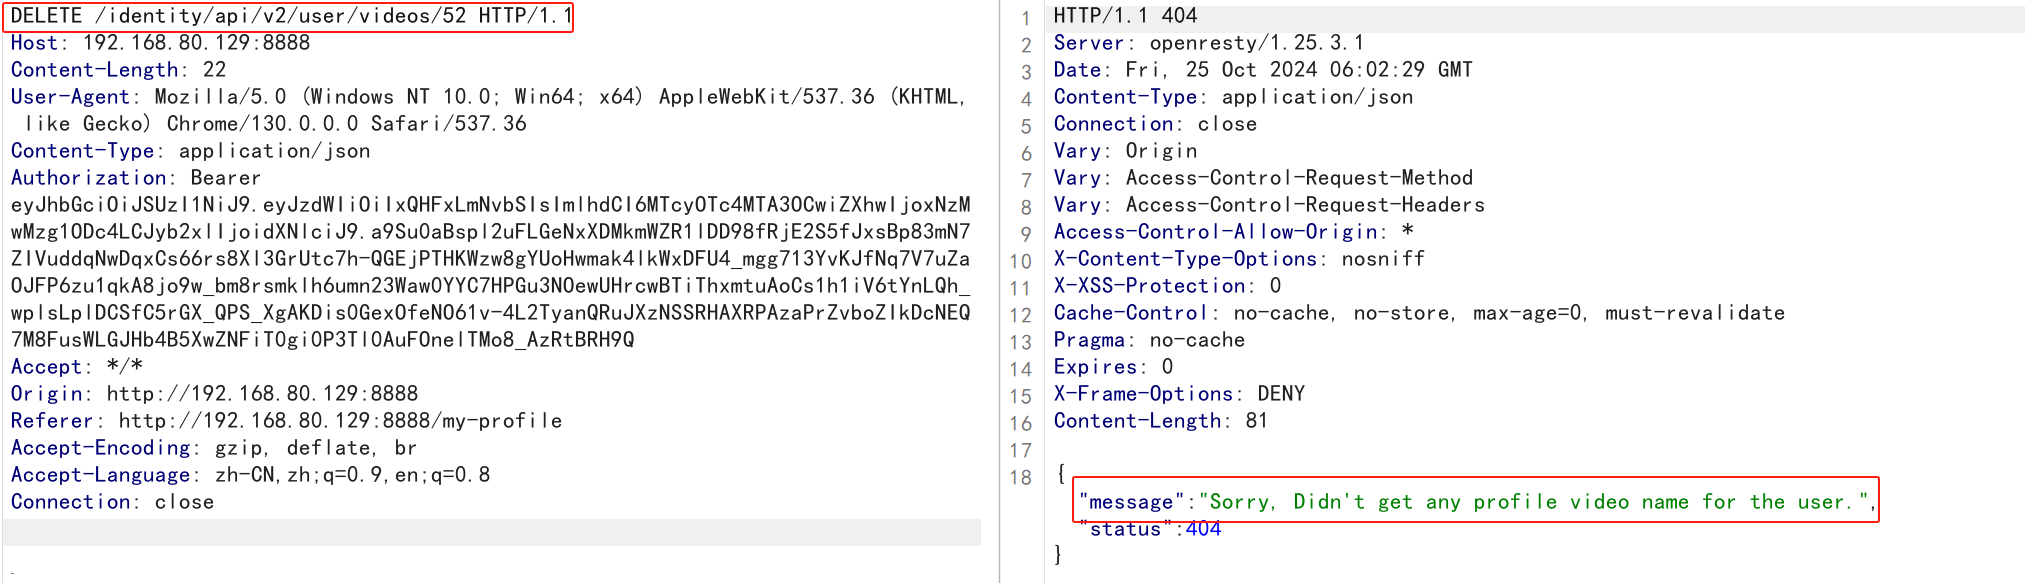 DELETE /identity/api/v2/user/videos/52 HTTP/1.1
Host: 192.168.80.129:8888
Content-Length: 22
User-Agent: Mozilla/5.0 (Windows NT 10.0; Win64; x64) AppleWebKit/537.36 (KHTML,
like Gecko) Chrome/130.0.0.0 Safari/537.36
Content-Type: application/json
Authorization: Bearer
eyJhbGciOiJSUzI1NiJ9.eyJzdWIiOiIxQHFxLmNvbSIsImlhdCI6MTcyOTc4MTA3OCwiZXhwIjoxNzM
wMzg1ODc4LCJyb2xlIjoidXNlciJ9.a9Su0aBspl2uFLGeNxXDMkmWZR1lDD98fRjE2S5fJxsBp83mN7
ZlVuddqNwDqxCs66rs8Xl3GrUtc7h-QGEjPTHKWzw8gYUoHwmak4lkWxDFU4_mgg713YvKJfNq7V7uZa
OJFP6zu1qkA8jo9w_bm8rsmklh6umn23WawOYYC7HPGu3NOewUHrcwBTiThxmtuAoCs1h1iV6tYnLQh_
wplsLplDCSfC5rGX_QPS_XgAKDisOGexOfeNO61v-4L2TyanQRuJXzNSSRHAXRPAzaPrZvboZlkDcNEQ
7M8FusWLGJHb4B5XwZNFiT0gi0P3Tl0AuFOnelTMo8_AzRtBRH9Q
Accept: */*
Origin: http://192.168.80.129:8888
Referer: http://192.168.80.129:8888/my-profile
Accept-Encoding: gzip, deflate, br
Accept-Language: zh-CN,zh;q=0.9,en;q=0.8
Connection: close
1 HTTP/1.1 404
2 Server: openresty/1.25.3.1
3 Date: Fri, 25 Oct 2024 06:02:29 GMT
4 Content-Type: application/json
5 Connection: close
6 Vary: Origin
7 Vary: Access-Control-Request-Method
8 Vary: Access-Control-Request-Headers
9 Access-Control-Allow-Origin: *
10 X-Content-Type-Options: nosniff
11 X-XSS-Protection: 0
12 Cache-Control: no-cache, no-store, max-age=0, must-revalidate
13 Pragma: no-cache
14 Expires: 0
15 X-Frame-Options: DENY
16 Content-Length: 81
17
18 {
"message":"Sorry, Didn't get any profile video name for the user.",
"status":404
}